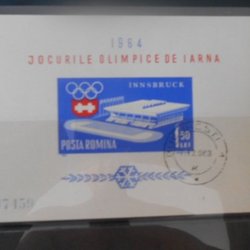 1964
JOCURILE OLIMPICE DE IARNA
INNSBRUCK
POSTA ROMINA
1,50
LEI